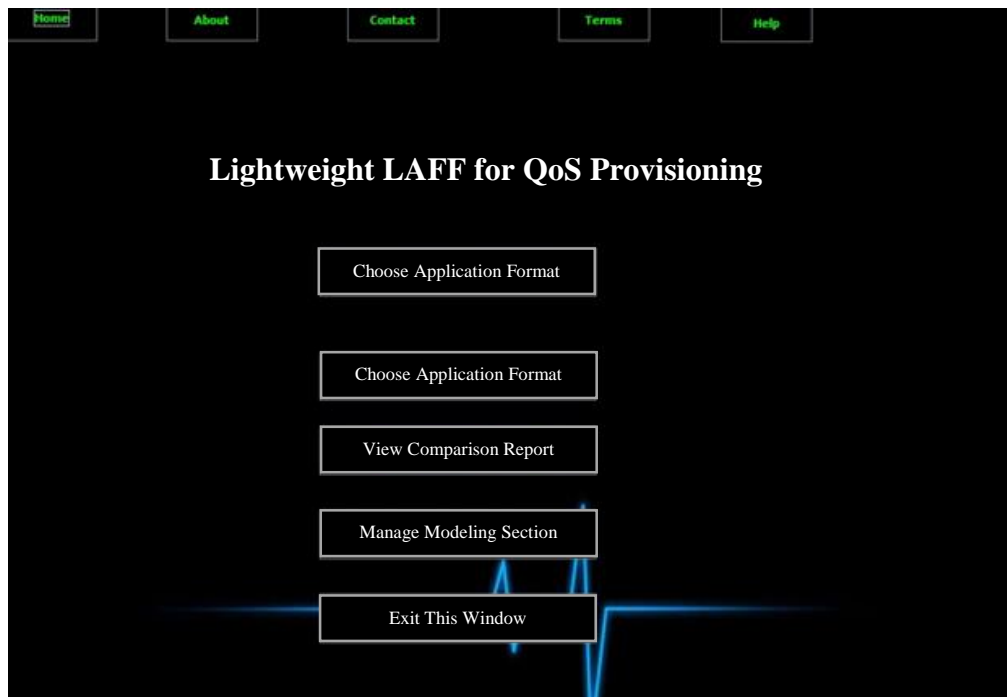 Home About Contact Terms Help
Lightweight LAFF for QoS Provisioning
Choose Application Format
Choose Application Format
View Comparison Report
Manage Modeling Section
Exit This Window